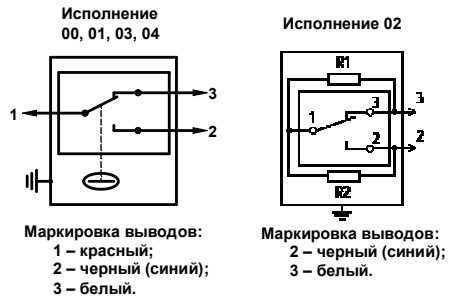 Исполнение
00, 01, 03, 04
1
3
2
Маркировка выводов:
1 – красный;
2 – черный (синий);
3 – белый.
Исполнение 02
R1
1
3
3
2
2
R2
Маркировка выводов:
2 – черный (синий);
3 – белый.